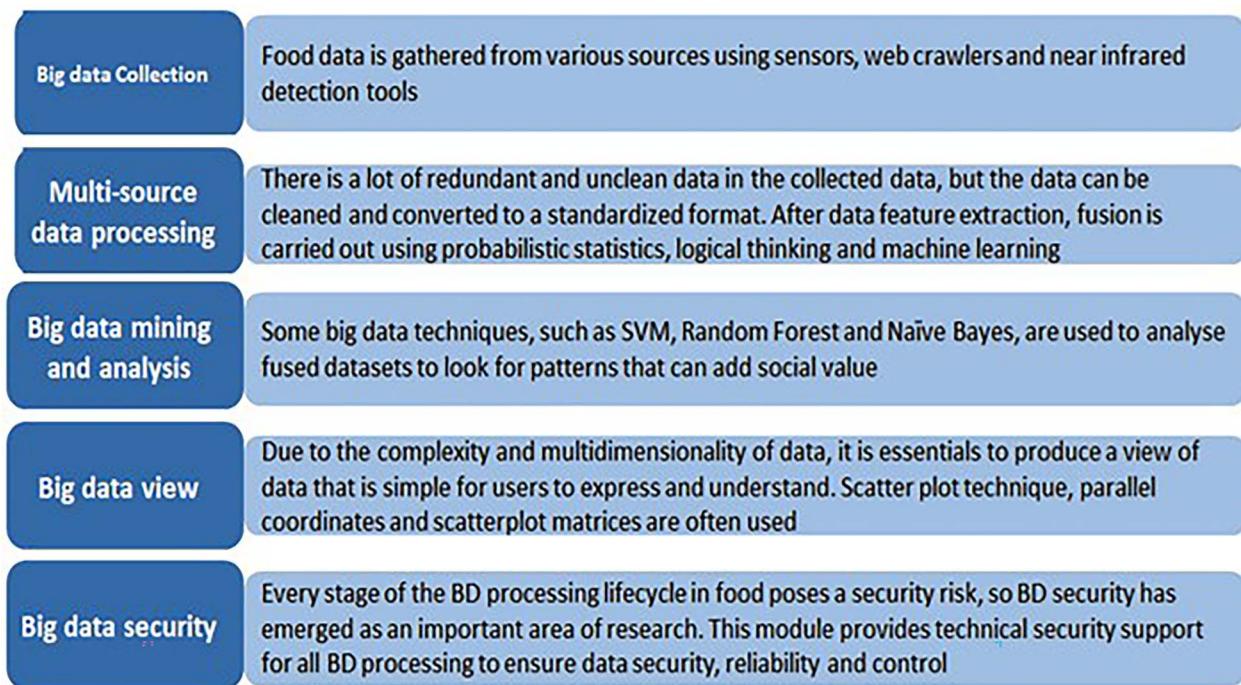 Big data Collection
Food data is gathered from various sources using sensors, web crawlers and near infrared
detection tools
Multi-source
data processing
There is a lot of redundant and unclean data in the collected data, but the data can be
cleaned and converted to a standardized format. After data feature extraction, fusion is
carried out using probabilistic statistics, logical thinking and machine learning
Big data mining
and analysis
Some big data techniques, such as SVM, Random Forest and Naïve Bayes, are used to analyse
fused datasets to look for patterns that can add social value
Big data view
Due to the complexity and multidimensionality of data, it is essentials to produce a view of
data that is simple for users to express and understand. Scatter plot technique, parallel
coordinates and scatterplot matrices are often used
Big data security
Every stage of the BD processing lifecycle in food poses a security risk, so BD security has
emerged as an important area of research. This module provides technical security support
for all BD processing to ensure data security, reliability and control